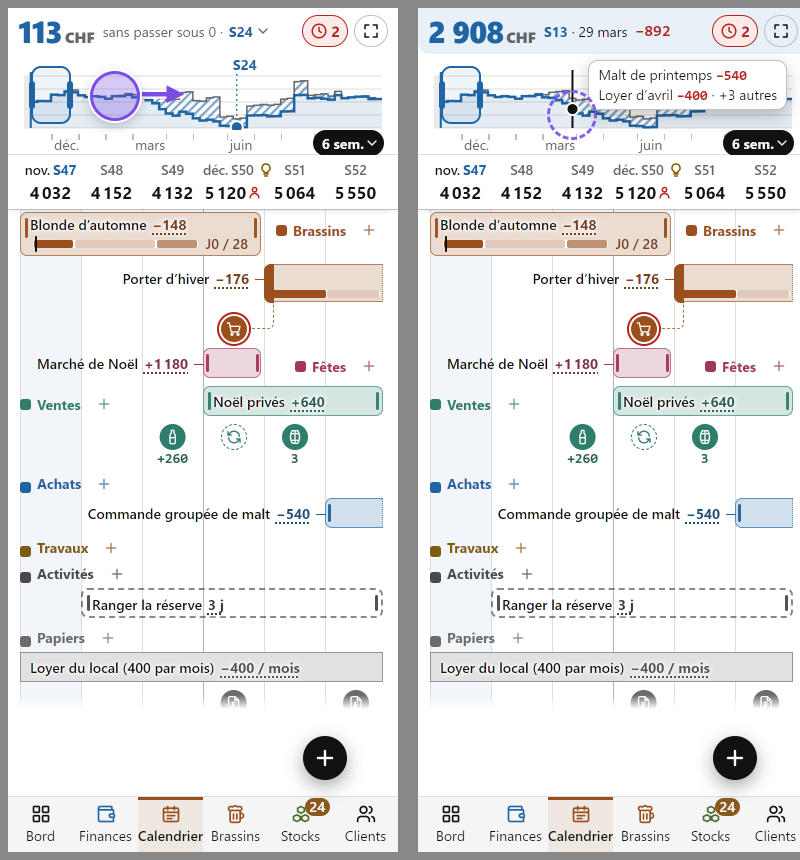 113 CHF sans passer sous 0 · S24 2
S24
déc. mars juin 6 sem.
nov. S47 S48 S49 déc. S50 S51 S52
4 032 4 152 4 132 5 120 5 064 5 550
Blonde d'automne −148
J0 / 28
Brassins +
Porter d'hiver −176
Marché de Noël +1 180
Fêtes +
Ventes +
Noël privés +640
+260 3
Achats +
Commande groupée de malt −540
Travaux +
Activités +
Ranger la réserve 3 j
Papiers +
Loyer du local (400 par mois) −400 / mois
+
24
Bord Finances Calendrier Brassins Stocks Clients
2 908 CHF S13 · 29 mars −892 2
Malt de printemps −540
Loyer d'avril −400 · +3 autres
déc. mars juin 6 sem.
nov. S47 S48 S49 déc. S50 S51 S52
4 032 4 152 4 132 5 120 5 064 5 550
Blonde d'automne −148
J0 / 28
Brassins +
Porter d'hiver −176
Marché de Noël +1 180
Fêtes +
Ventes +
Noël privés +640
+260 3
Achats +
Commande groupée de malt −540
Travaux +
Activités +
Ranger la réserve 3 j
Papiers +
Loyer du local (400 par mois) −400 / mois
+
24
Bord Finances Calendrier Brassins Stocks Clients